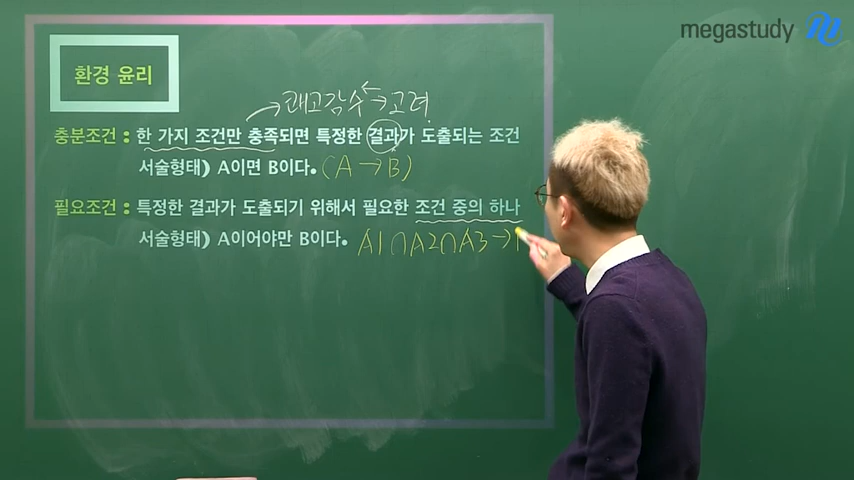 megastudy
환경 윤리
쾌고감수 → 고려
충분조건 : 한 가지 조건만 충족되면 특정한 결과가 도출되는 조건
서술형태) A이면 B이다. (A → B)
필요조건 : 특정한 결과가 도출되기 위해서 필요한 조건 중의 하나
서술형태) A이어야만 B이다. A1∩A2∩A3→